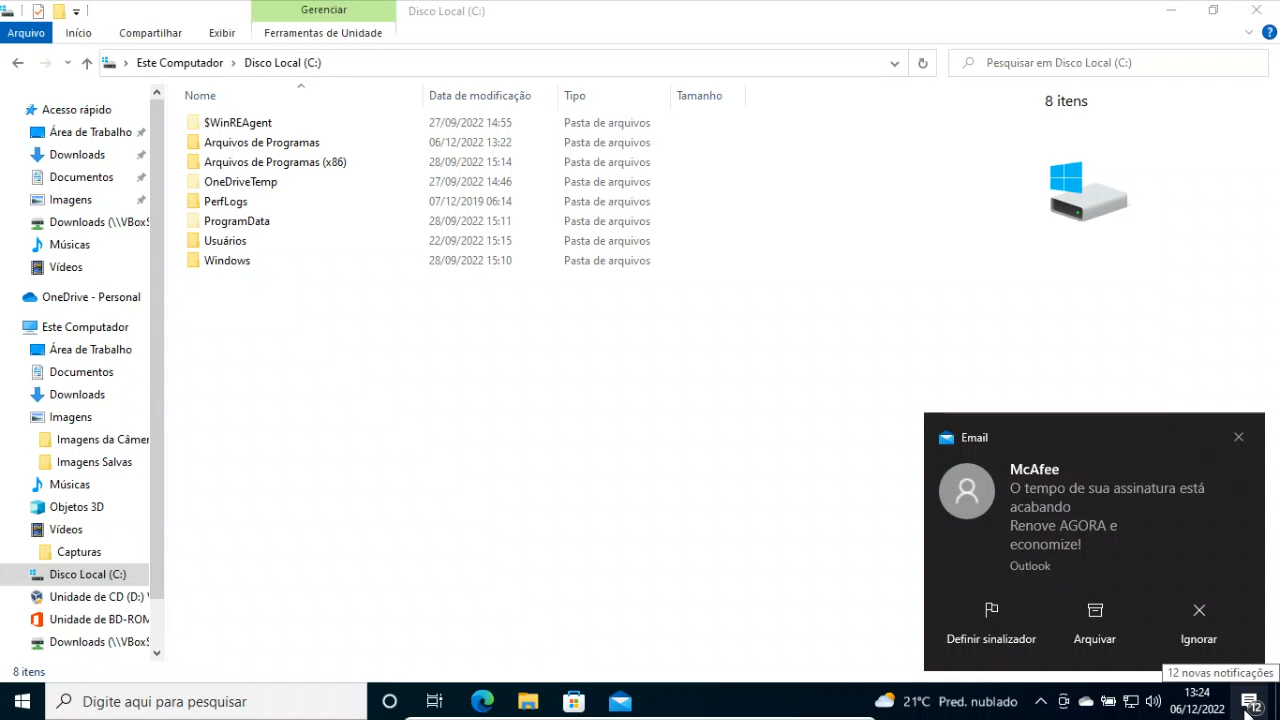 Gerenciar
Disco Local (C:)
Arquivo
Início
Compartilhar
Exibir
Ferramentas de Unidade
?
Este Computador
Disco Local (C:)
Pesquisar em Disco Local (C:)
Nome
Data de modificação
Tipo
Tamanho
$WinREAgent 27/09/2022 14:55 Pasta de arquivos
Arquivos de Programas 06/12/2022 13:22 Pasta de arquivos
Arquivos de Programas (x86) 28/09/2022 15:14 Pasta de arquivos
OneDriveTemp 27/09/2022 14:46 Pasta de arquivos
PerfLogs 07/12/2019 06:14 Pasta de arquivos
ProgramData 28/09/2022 15:11 Pasta de arquivos
Usuários 22/09/2022 15:15 Pasta de arquivos
Windows 28/09/2022 15:10 Pasta de arquivos
8 itens
Acesso rápido
Área de Trabalho
Downloads
Documentos
Imagens
Downloads (\\VBoxS
Músicas
Vídeos
OneDrive - Personal
Este Computador
Área de Trabalho
Documentos
Downloads
Imagens
Imagens da Câmer
Imagens Salvas
Músicas
Objetos 3D
Vídeos
Capturas
Disco Local (C:)
Unidade de CD (D:) V
Unidade de BD-ROM
Downloads (\\VBoxS
8 itens
Email
McAfee
O tempo de sua assinatura está
acabando
Renove AGORA e
economize!
Outlook
Definir sinalizador
Arquivar
Ignorar
12 novas notificações
Digite aqui para pesquisar
21°C Pred. nublado
13:24
06/12/2022
12